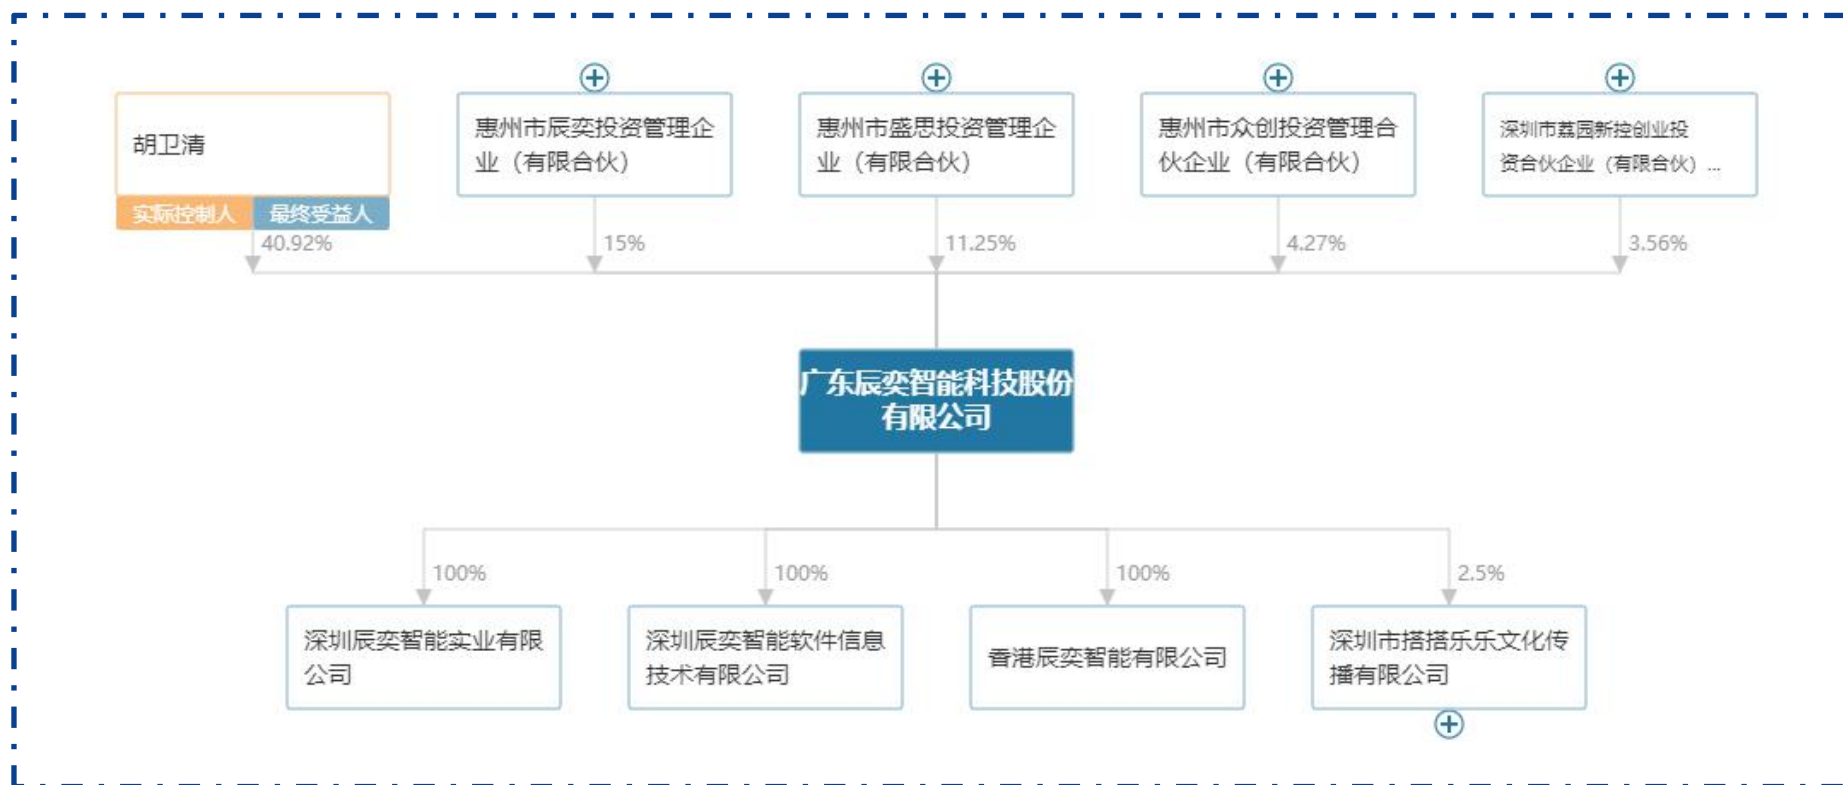 胡卫清
实际控制人
最终受益人
惠州市辰奕投资管理企
业（有限合伙）
惠州市盛思投资管理企
业（有限合伙）
惠州市众创投资管理合
伙企业（有限合伙）
深圳市荔园新控创业投
资合伙企业（有限合伙）...
40.92%
15%
11.25%
4.27%
3.56%
广东辰奕智能科技股份
有限公司
100%
100%
100%
2.5%
深圳辰奕智能实业有限
公司
深圳辰奕智能软件信息
技术有限公司
香港辰奕智能有限公司
深圳市搭搭乐乐文化传
播有限公司